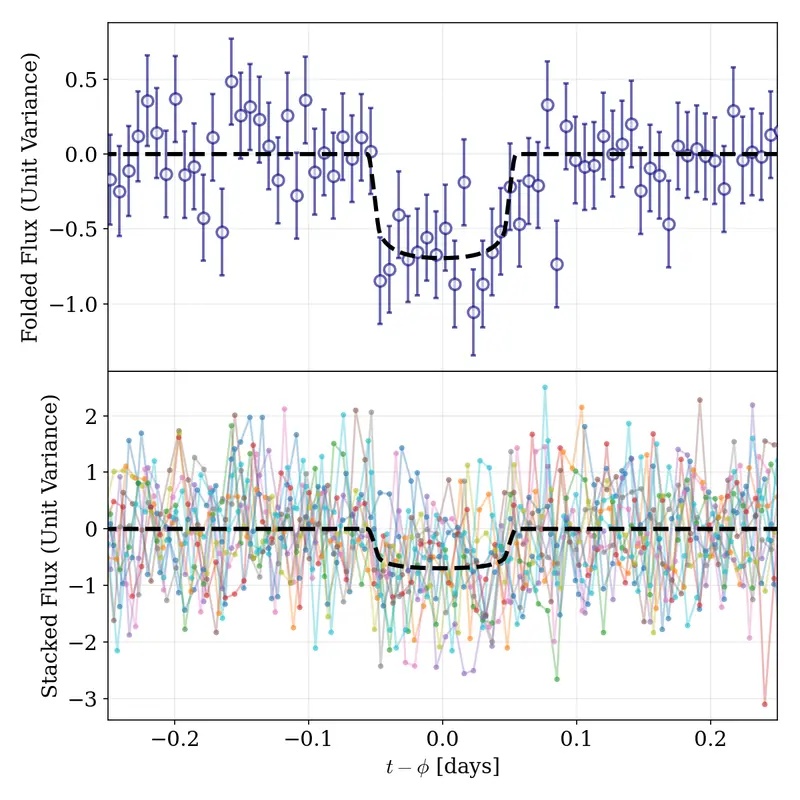 Folded Flux (Unit Variance)
0.5
0.0
−0.5
−1.0
Stacked Flux (Unit Variance)
2
1
0
−1
−2
−3
−0.2 −0.1 0.0 0.1 0.2
t − ϕ [days]